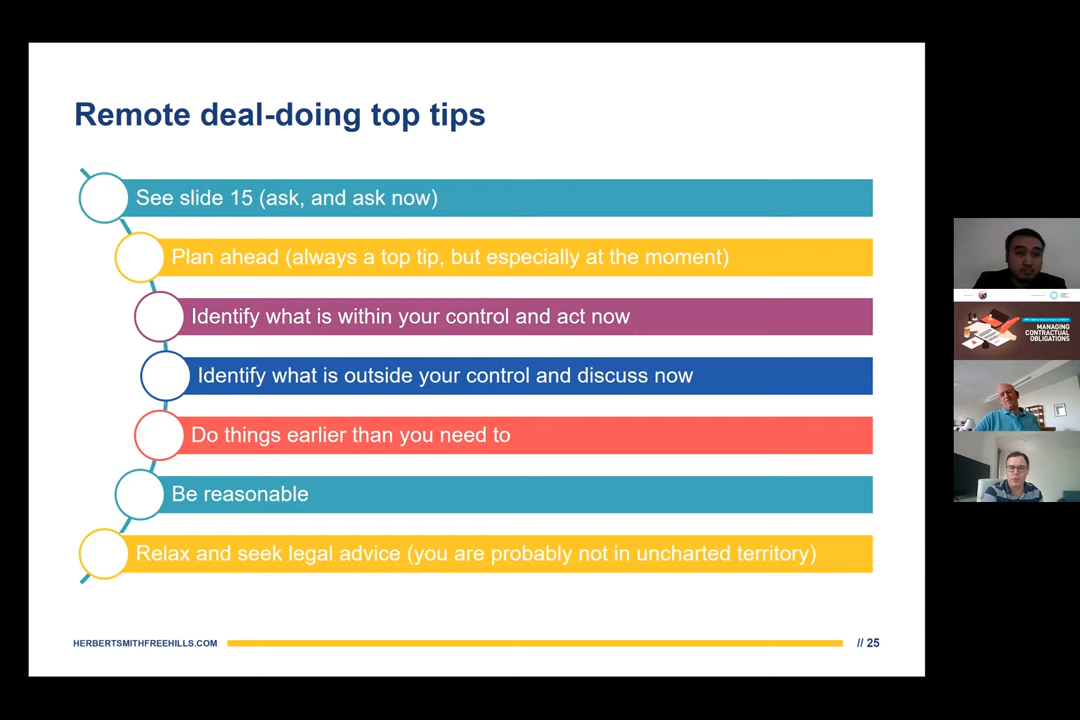 Remote deal-doing top tips
See slide 15 (ask, and ask now)
Plan ahead (always a top tip, but especially at the moment)
Identify what is within your control and act now
Identify what is outside your control and discuss now
Do things earlier than you need to
Be reasonable
Relax and seek legal advice (you are probably not in uncharted territory)
HERBERTSMITHFREEHILLS.COM
// 25
MANAGING
CONTRACTUAL
OBLIGATIONS